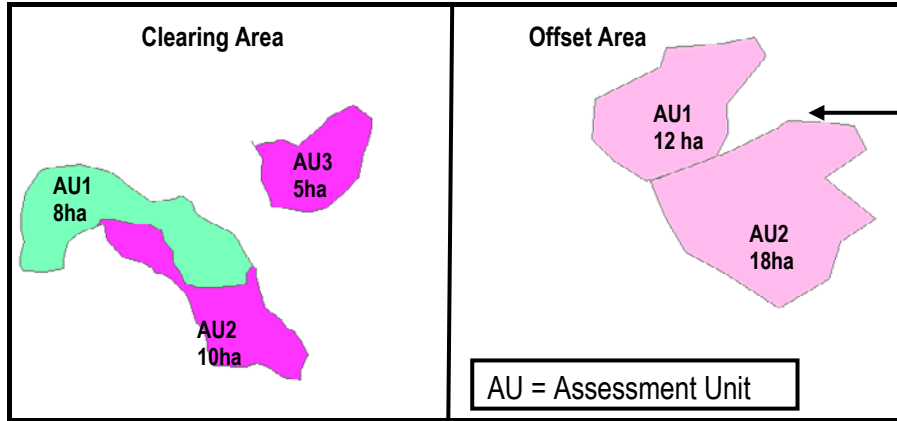 Clearing Area
AU3
5ha
AU1
8ha
AU2
10ha
Offset Area
AU1
12 ha
AU2
18ha
AU = Assessment Unit